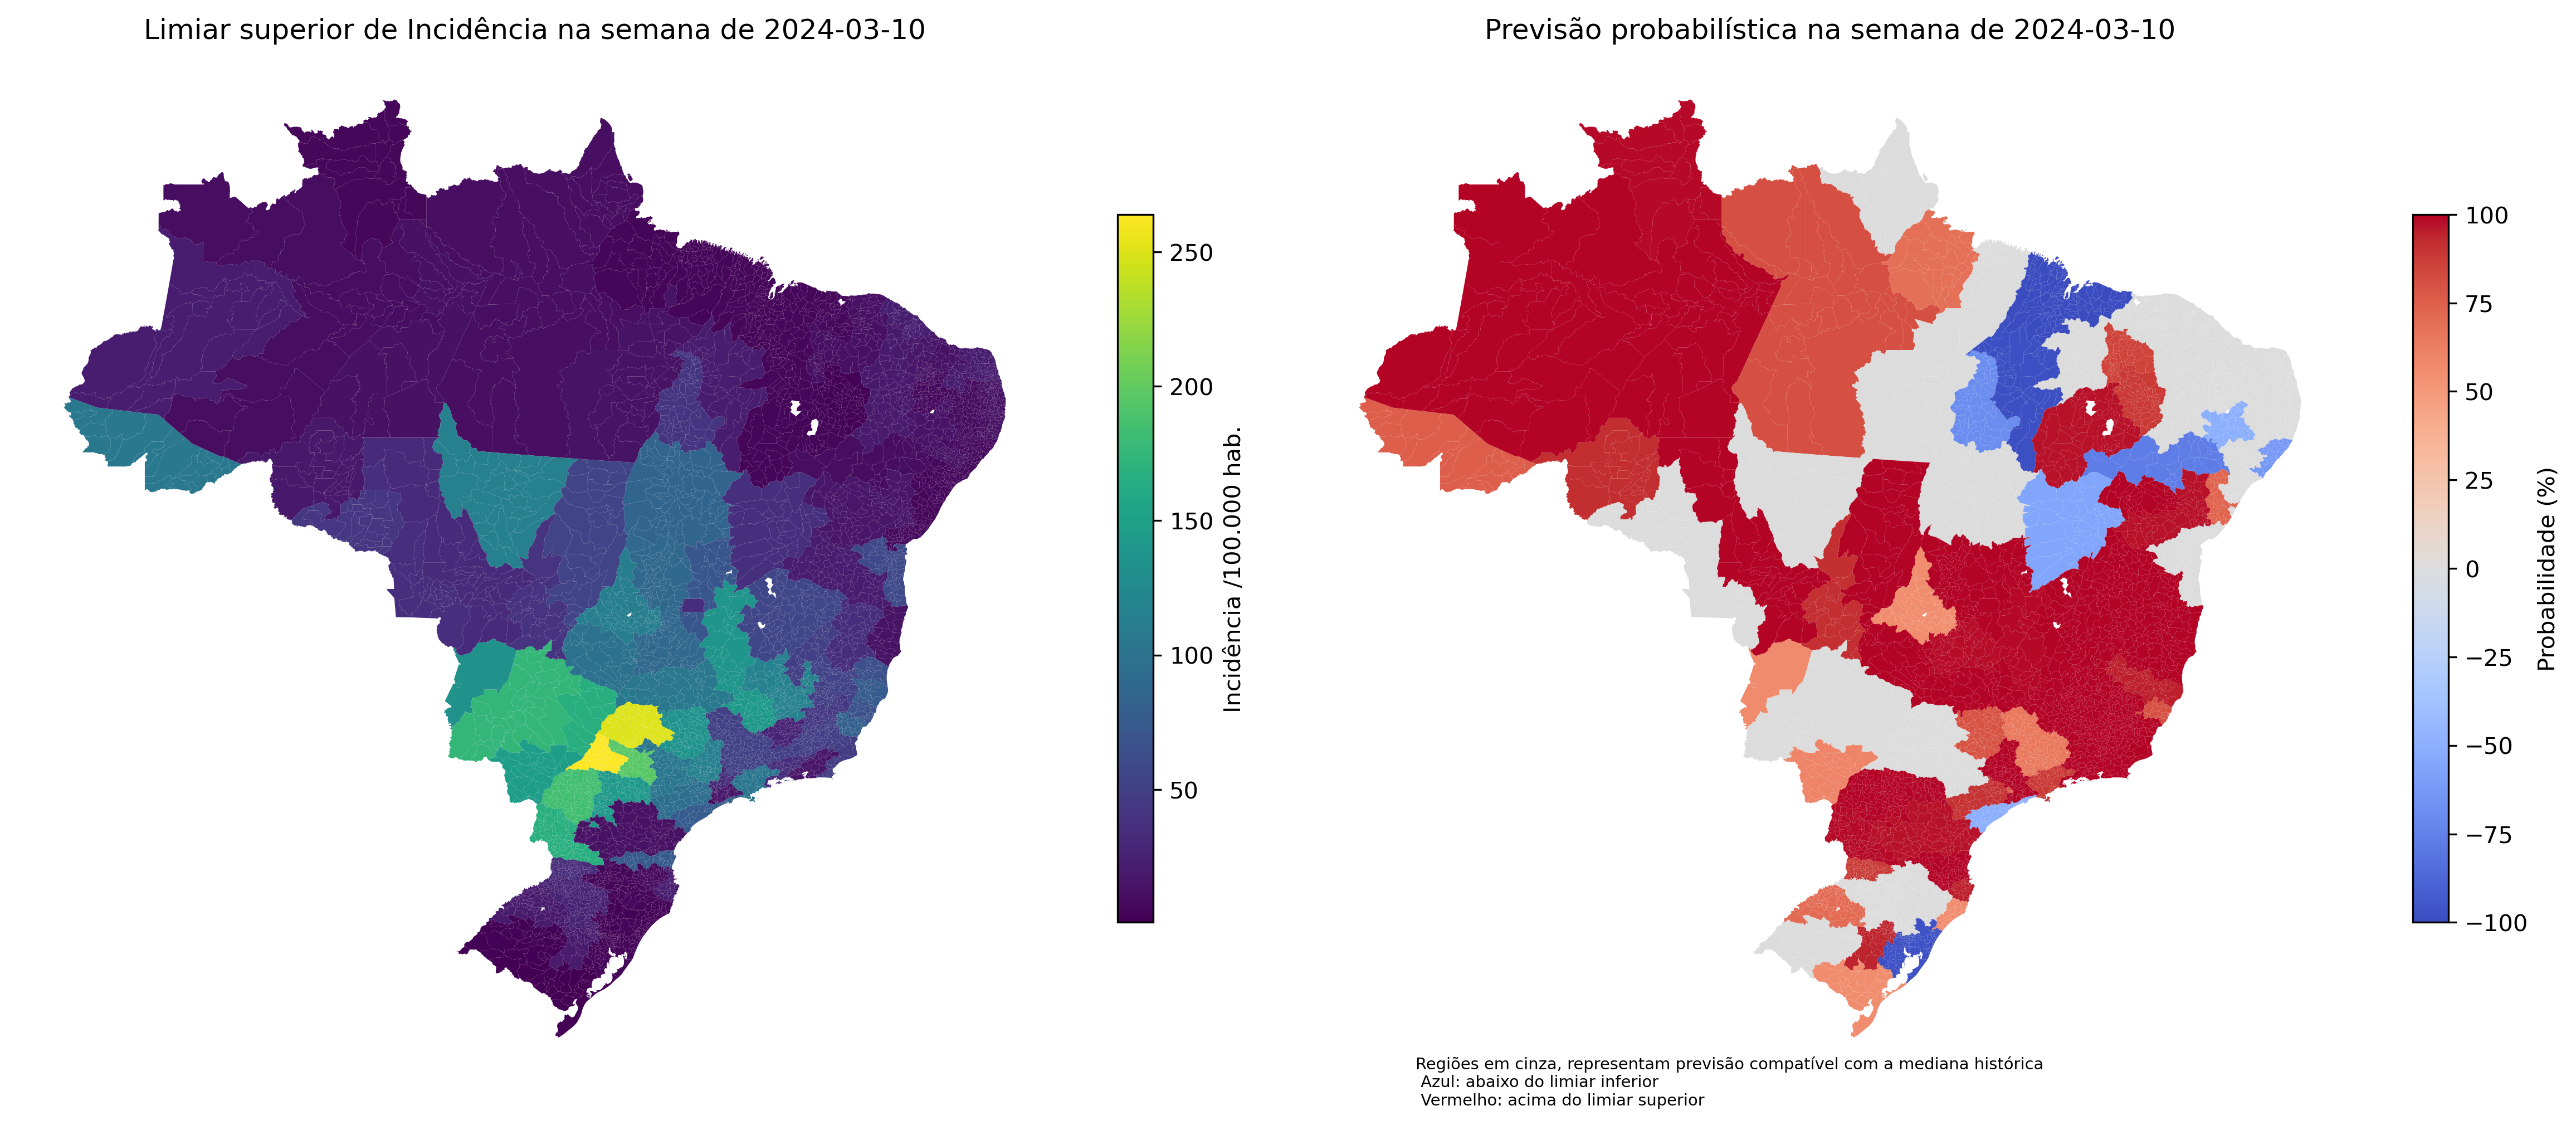 Limiar superior de Incidência na semana de 2024-03-10
250
200
150
100
50
Incidência /100.000 hab.
Previsão probabilística na semana de 2024-03-10
100
75
50
25
0
−25
−50
−75
−100
Probabilidade (%)
Regiões em cinza, representam previsão compatível com a mediana histórica
Azul: abaixo do limiar inferior
Vermelho: acima do limiar superior